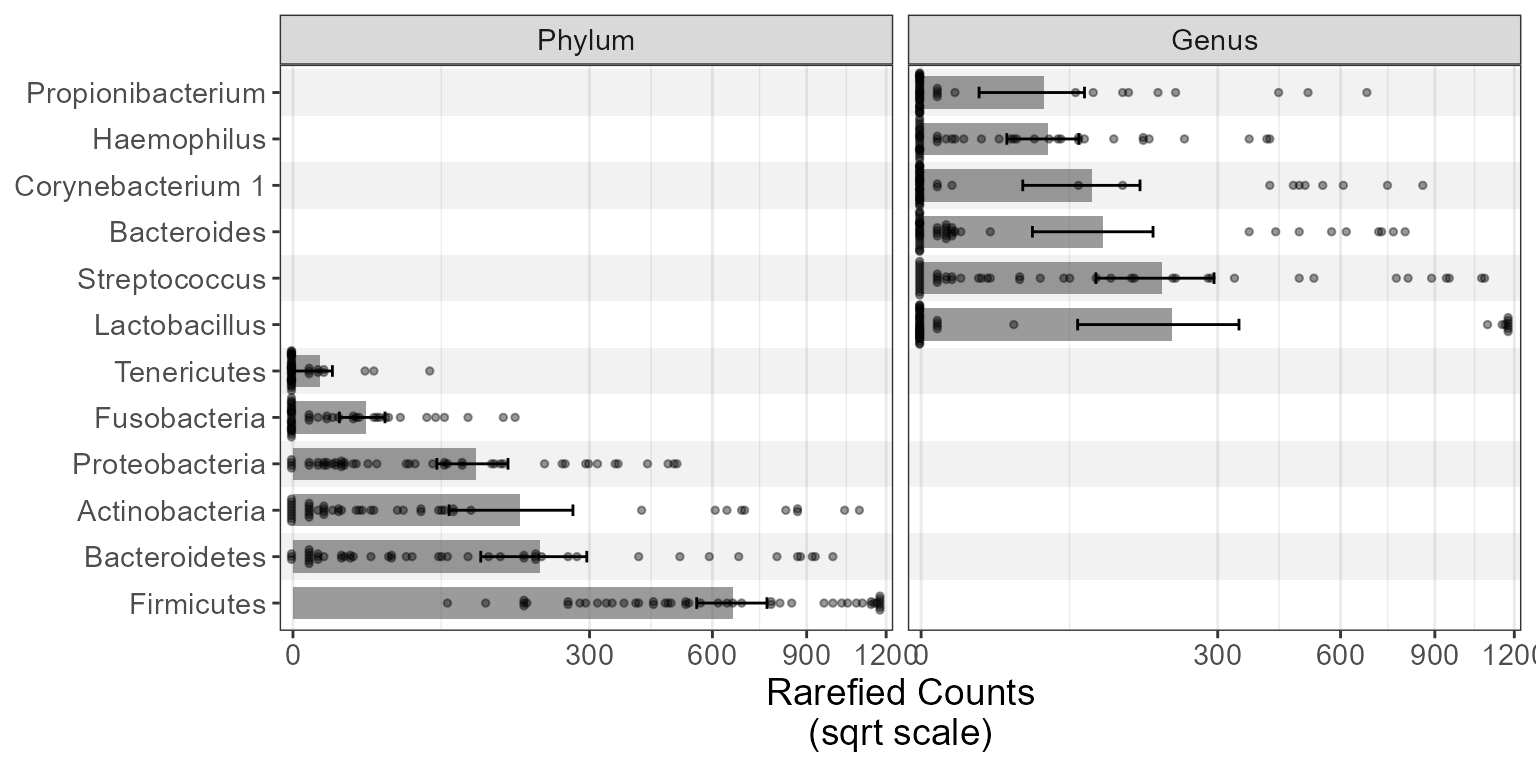 Phylum
Genus
Propionibacterium
Haemophilus
Corynebacterium 1
Bacteroides
Streptococcus
Lactobacillus
Tenericutes
Fusobacteria
Proteobacteria
Actinobacteria
Bacteroidetes
Firmicutes
0 300 600 900 1200
0 300 600 900 1200
Rarefied Counts
(sqrt scale)